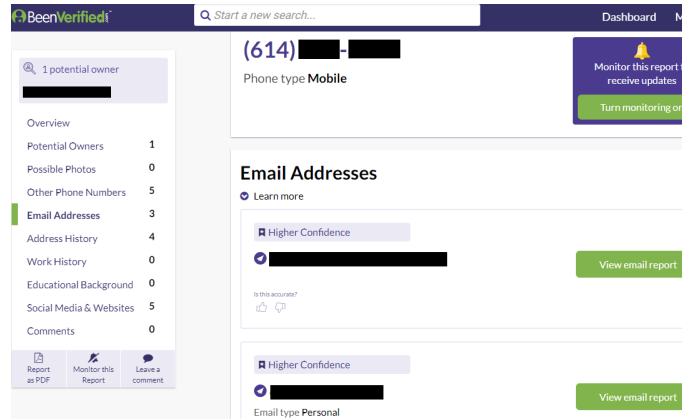 BeenVerified
Start a new search...
Dashboard
1 potential owner
Overview
Potential Owners 1
Possible Photos 0
Other Phone Numbers 5
Email Addresses 3
Address History 4
Work History 0
Educational Background 0
Social Media & Websites 5
Comments 0
Report as PDF
Monitor this Report
Leave a comment
(614) -
Phone type Mobile
Monitor this report
receive updates
Turn monitoring on
Email Addresses
Learn more
Higher Confidence
View email report
Is this accurate?
Higher Confidence
View email report
Email type Personal